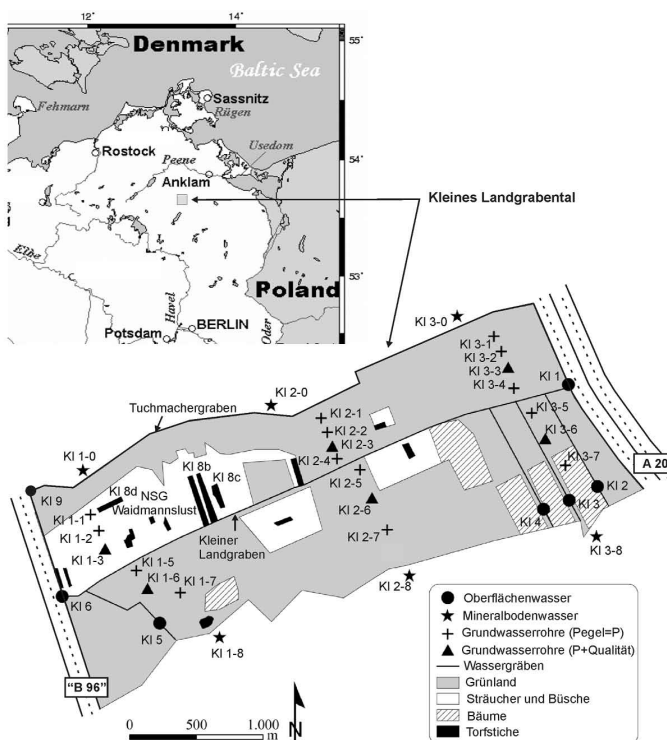 12° 14°
55°
Denmark
Baltic Sea
Fehmarn
Sassnitz
Rügen
Rostock
Usedom
54°
Peene
Anklam
Kleines Landgrabental
Elbe
53°
Havel
Poland
BERLIN
Potsdam
Oder
Kl 3-0
Kl 3-1
Kl 3-2
Kl 3-3
Kl 3-4
Kl 1
Kl 2-0
Tuchmachergraben
Kl 2-1
Kl 2-2
Kl 2-3
Kl 2-4
Kl 2-5
Kl 3-5
Kl 3-6
Kl 3-7
A 20
Kl 1-0
Kl 8b
Kl 8c
Kl 8d
NSG
Waidmannslust
Kl 9
Kl 1-1
Kl 1-2
Kl 1-3
Kl 2-6
Kl 2-7
Kl 2
Kl 3
Kl 4
Kleiner
Landgraben
Kl 3-8
Kl 1-5
Kl 1-6
Kl 1-7
Kl 2-8
Kl 6
Kl 5
Kl 1-8
"B 96"
Oberflächenwasser
Mineralbodenwasser
Grundwasserrohre (Pegel=P)
Grundwasserrohre (P+Qualität)
Wassergräben
Grünland
Sträucher und Büsche
Bäume
Torfstiche
0 500 1.000
m
N